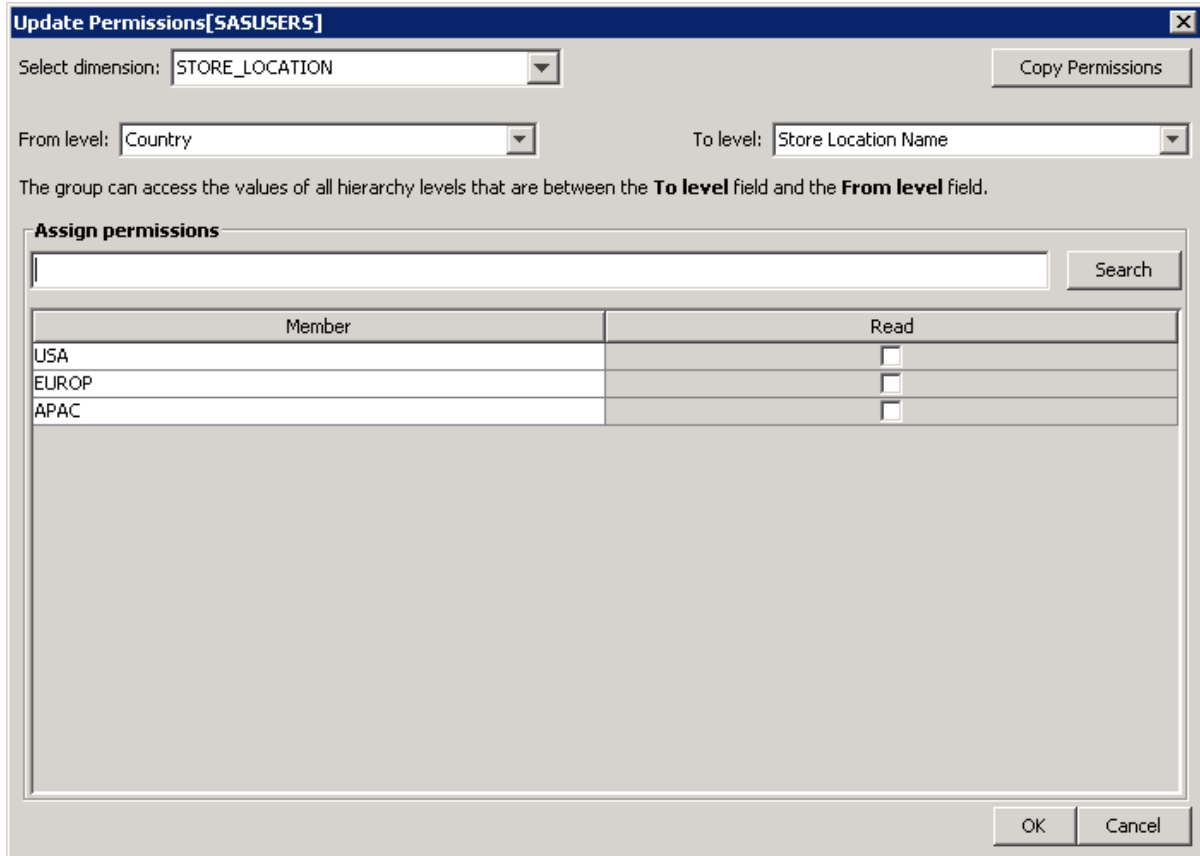 Update Permissions[SASUSERS]
Select dimension: STORE_LOCATION Copy Permissions
From level: Country To level: Store Location Name
The group can access the values of all hierarchy levels that are between the To level field and the From level field.
Assign permissions
Search
Member Read
USA
EUROP
APAC
OK Cancel